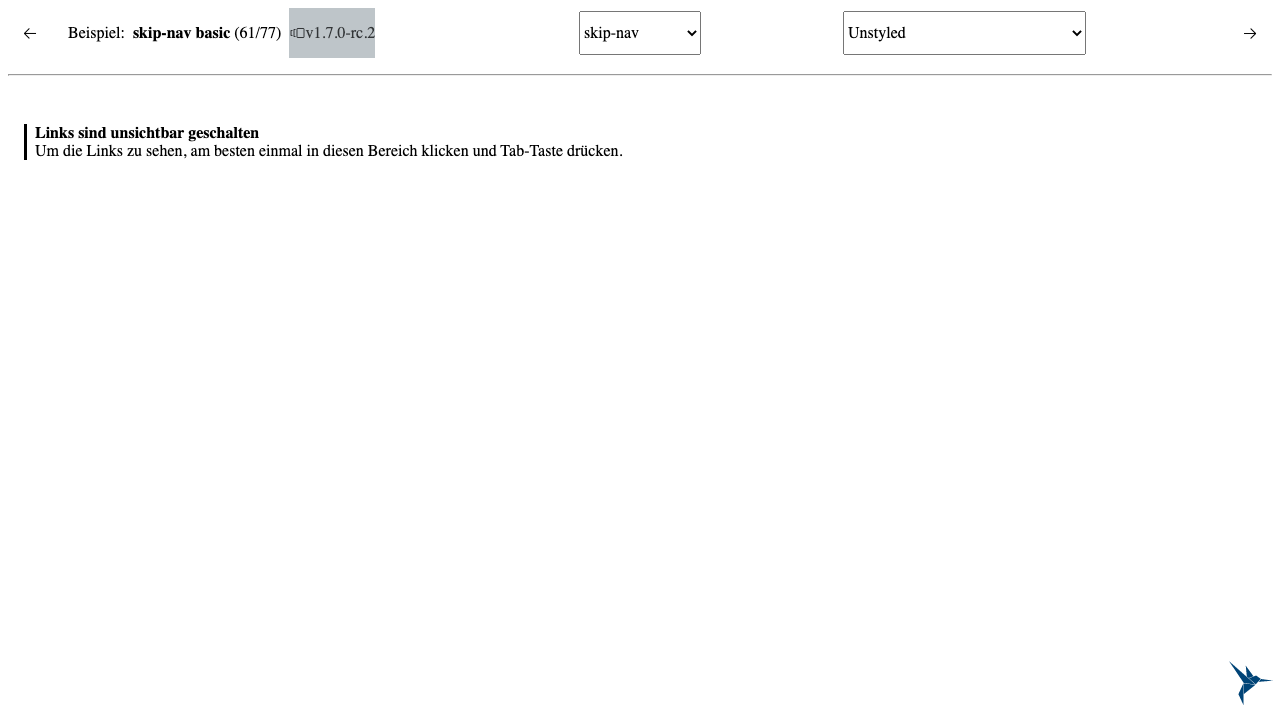 Beispiel: skip-nav basic (61/77) v1.7.0-rc.2 skip-nav Unstyled
Links sind unsichtbar geschalten
Um die Links zu sehen, am besten einmal in diesen Bereich klicken und Tab-Taste drücken.